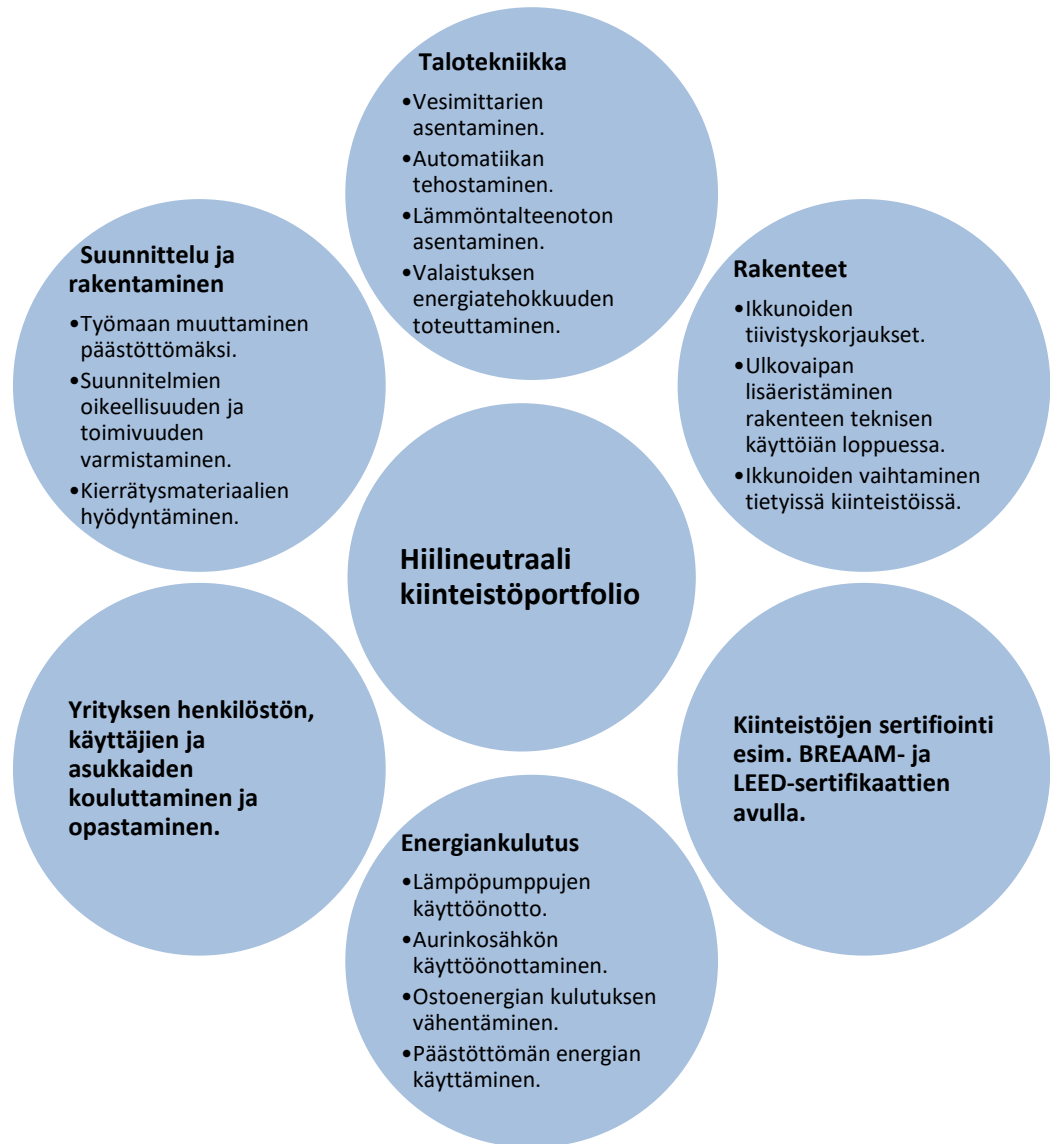 Talotekniikka
•Vesimittarien
asentaminen.
•Automatiikan
tehostaminen.
•Lämmöntalteenoton
asentaminen.
•Valaistuksen
energiatehokkuuden
toteuttaminen.
Suunnittelu ja
rakentaminen
•Työmaan muuttaminen
päästöttömäksi.
•Suunnitelmien
oikeellisuuden ja
toimivuuden
varmistaminen.
•Kierrätysmateriaalien
hyödyntäminen.
Rakenteet
•Ikkunoiden
tiivistyskorjaukset.
•Ulkovaipan
lisäeristäminen
rakenteen teknisen
käyttöiän loppuessa.
•Ikkunoiden vaihtaminen
tietyissä kiinteistöissä.
Hiilineutraali
kiinteistöportfolio
Yrityksen henkilöstön,
käyttäjien ja
asukkaiden
kouluttaminen ja
opastaminen.
Kiinteistöjen sertifiointi
esim. BREAAM- ja
LEED-sertifikaattien
avulla.
Energiankulutus
•Lämpöpumppujen
käyttöönotto.
•Aurinkosähkön
käyttöönottaminen.
•Ostoenergian kulutuksen
vähentäminen.
•Päästöttömän energian
käyttäminen.